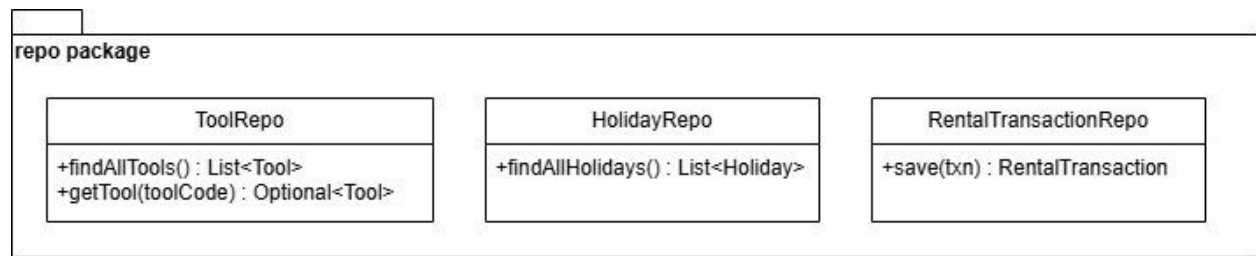 repo package
ToolRepo
+findAllTools() : List<Tool>
+getTool(toolCode) : Optional<Tool>
HolidayRepo
+findAllHolidays() : List<Holiday>
RentalTransactionRepo
+save(txn) : RentalTransaction